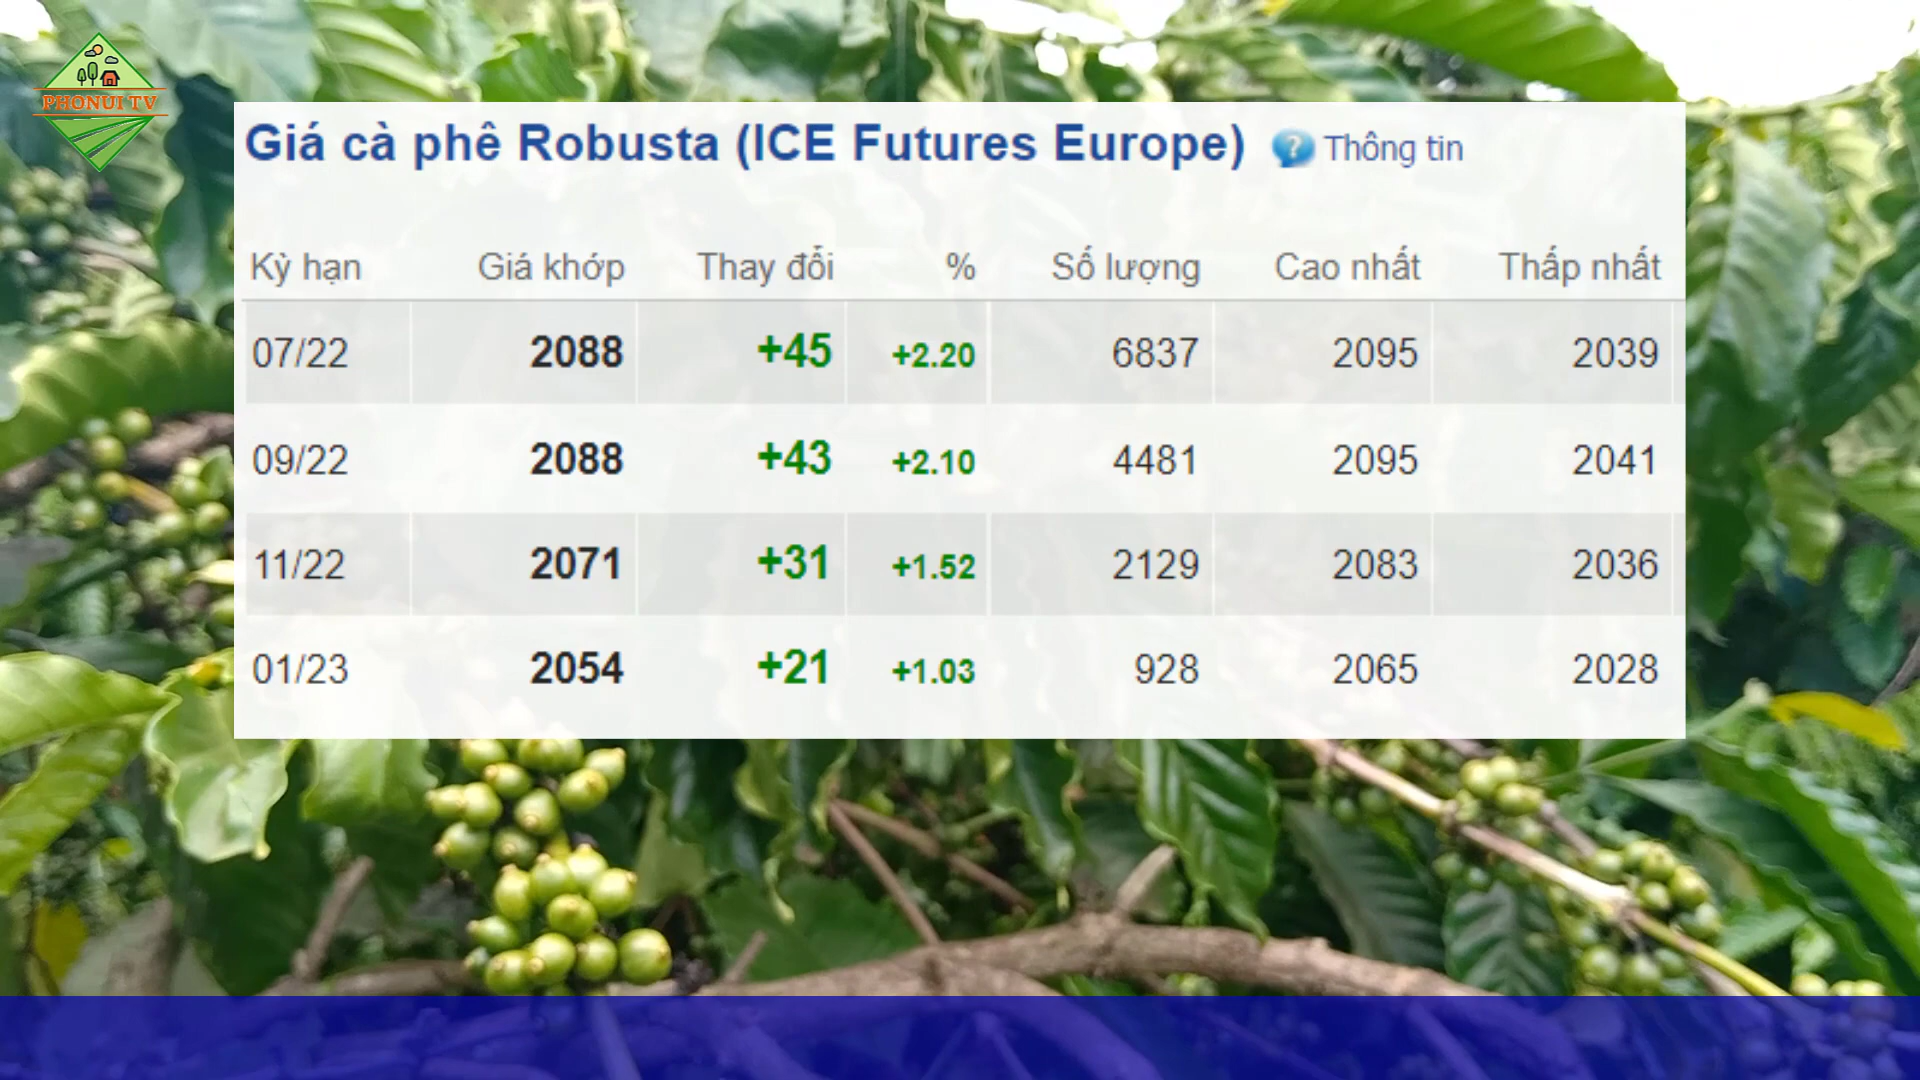 PHONUI TV
Giá cà phê Robusta (ICE Futures Europe) ? Thông tin
Kỳ hạn Giá khớp Thay đổi % Số lượng Cao nhất Thấp nhất
07/22 2088 +45 +2.20 6837 2095 2039
09/22 2088 +43 +2.10 4481 2095 2041
11/22 2071 +31 +1.52 2129 2083 2036
01/23 2054 +21 +1.03 928 2065 2028